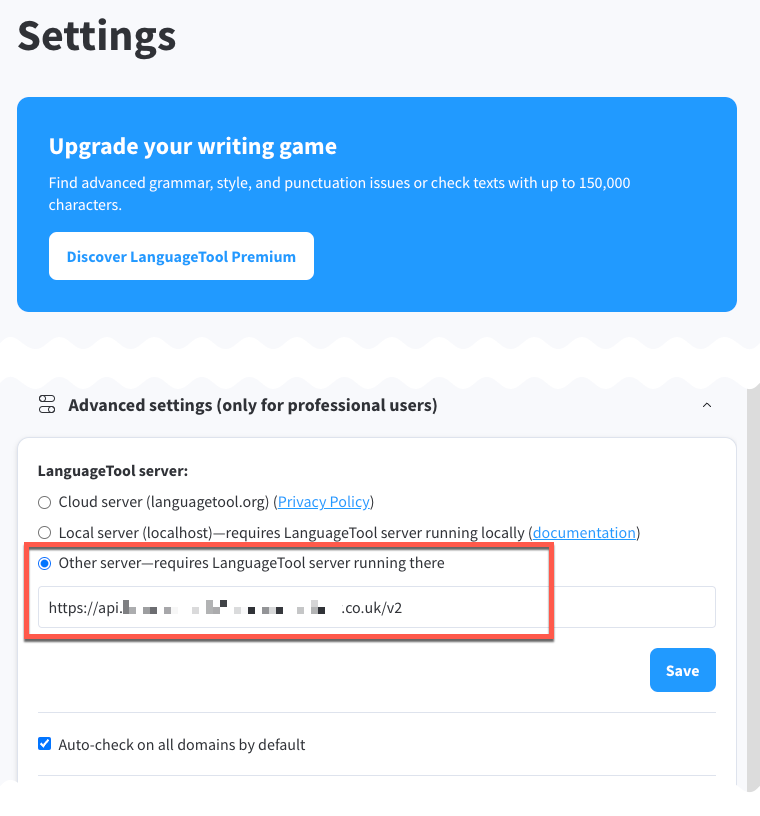 Settings
Upgrade your writing game
Find advanced grammar, style, and punctuation issues or check texts with up to 150,000
characters.
Discover LanguageTool Premium
Advanced settings (only for professional users)
LanguageTool server:
Cloud server (languagetool.org) (Privacy Policy)
Local server (localhost)—requires LanguageTool server running locally (documentation)
Other server—requires LanguageTool server running there
https://api. .co.uk/v2
Save
Auto-check on all domains by default